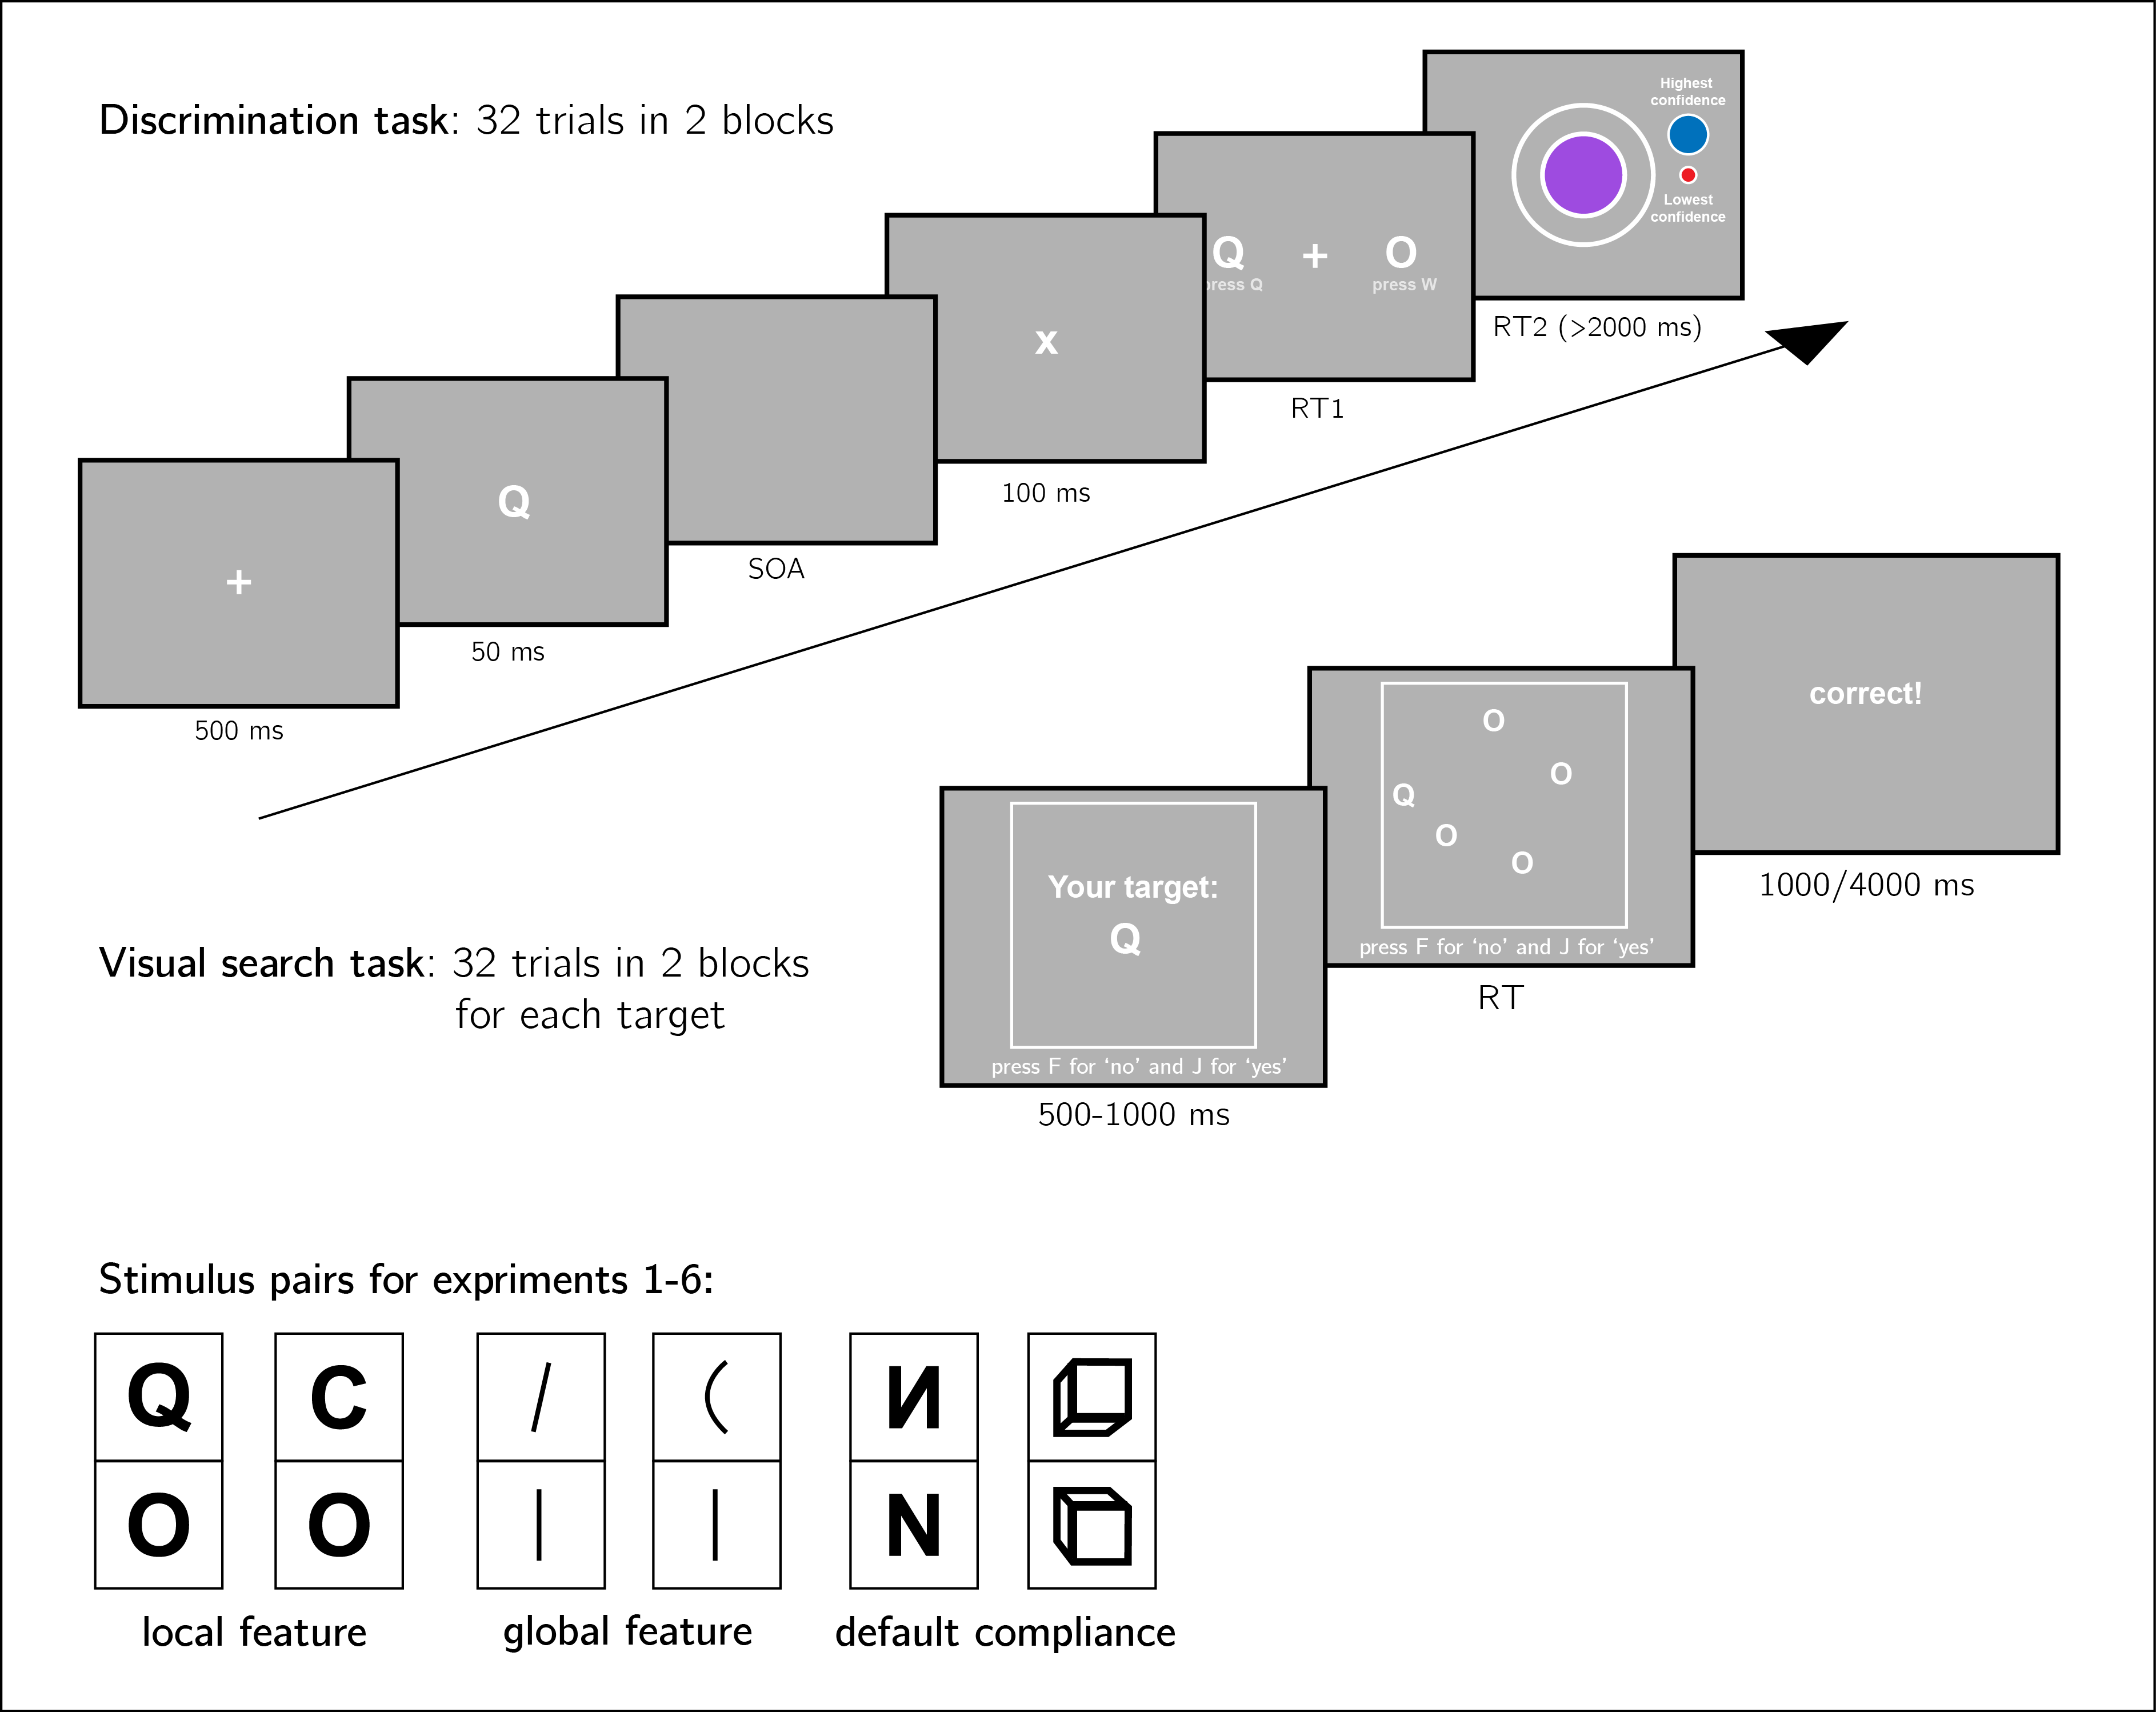 Discrimination task: 32 trials in 2 blocks
+
500 ms
Q
50 ms
SOA
x
100 ms
Q + O
press Q press W
RT1
Highest
confidence
Lowest
confidence
RT2 (>2000 ms)
Visual search task: 32 trials in 2 blocks
for each target
Your target:
Q
press F for ‘no’ and J for ‘yes’
500-1000 ms
O
O
Q
O
O
press F for ‘no’ and J for ‘yes’
RT
correct!
1000/4000 ms
Stimulus pairs for expriments 1-6:
Q C / ( И
O O | | N
local feature global feature default compliance